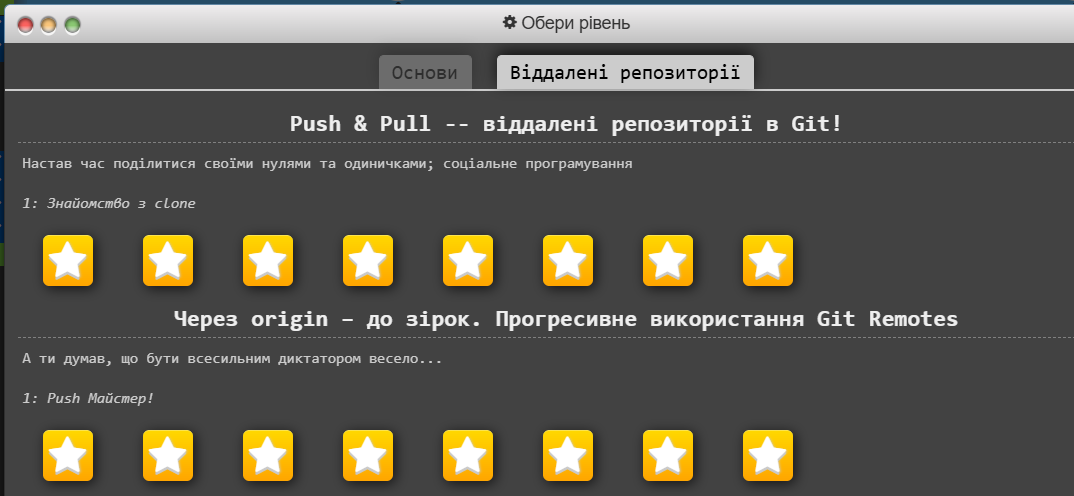 Обери рівень
Основи
Віддалені репозиторії
Push & Pull -- віддалені репозиторії в Git!
Настав час поділитися своїми нулями та одиничками; соціальне програмування
1: Знайомство з clone
Через origin – до зірок. Прогресивне використання Git Remotes
А ти думав, що бути всесильним диктатором весело...
1: Push Майстер!